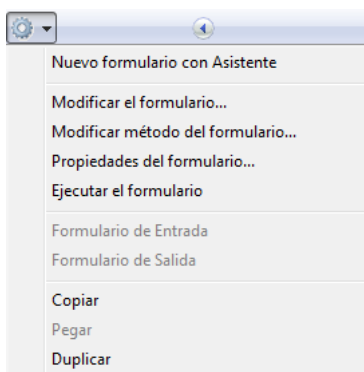 Nuevo formulario con Asistente
Modificar el formulario...
Modificar método del formulario...
Propiedades del formulario...
Ejecutar el formulario
Formulario de Entrada
Formulario de Salida
Copiar
Pegar
Duplicar